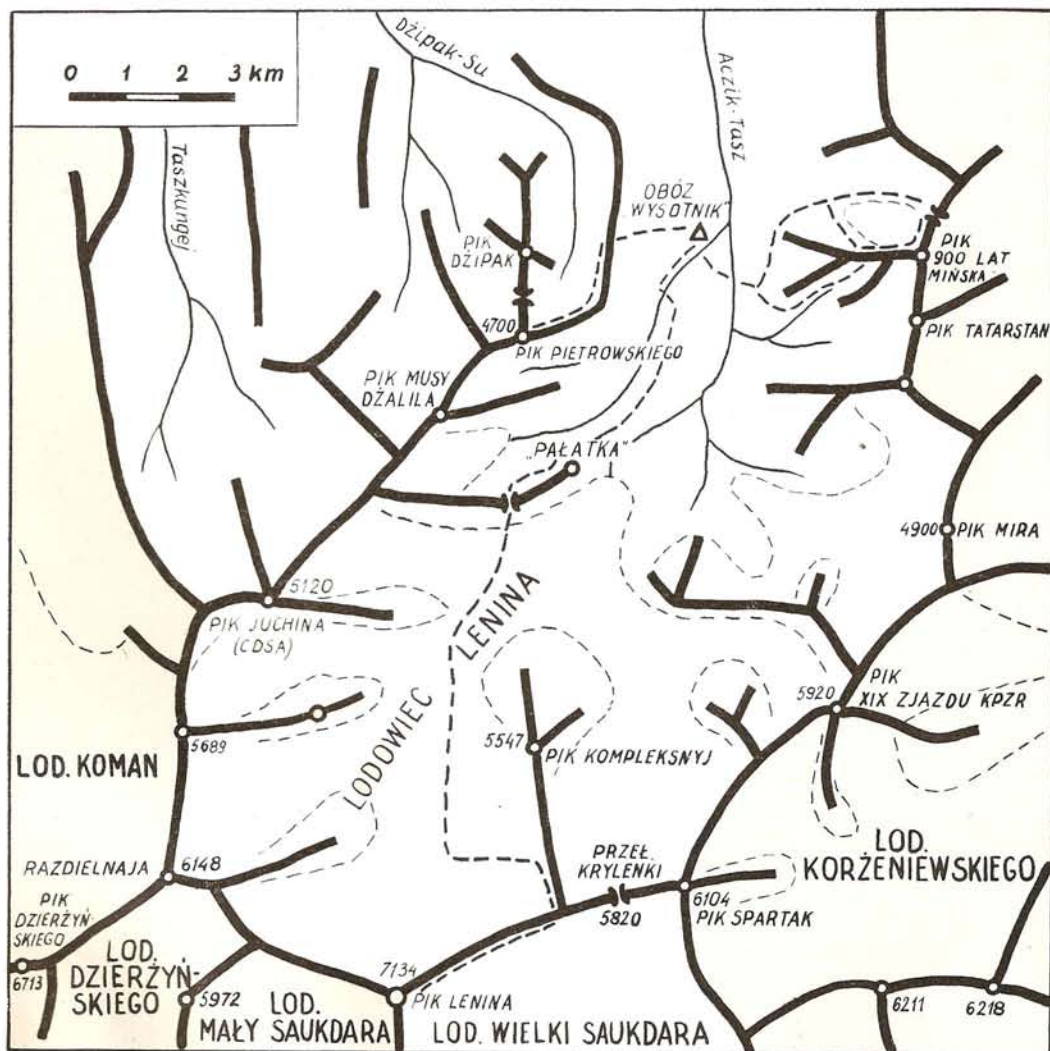 0 1 2 3 km
Dżipak-Su
Aczik-Tasz
Taszkungej
OBÓZ
WYSOTNIK"
PIK
DŻIPAK
PIK
900 LAT
MIŃSKA
4700
PIK PIETROWSKIEGO
PIK TATARSTAN
PIK MUSY
DŻALILA
„PAŁATKA"
4900
PIK MIRA
5120
PIK JUCHINA
(CDSA)
LODOWIEC LENINA
PIK
XIX ZJAZDU KPZR
5920
5689
5547
PIK KOMPLEKSNYJ
LOD. KOMAN
LOD.
KORŻENIEWSKIEGO
RAZDIELNAJA
6148
PRZEŁ.
KRYLENKI
5820
6104
PIK SPARTAK
PIK
DZIERŻYŃ-
SKIEGO
6713
LOD.
DZIERŻYŃ-
SKIEGO
5972
7134
PIK LENINA
LOD.
MAŁY SAUKDARA
LOD. WIELKI SAUKDARA
6211
6218